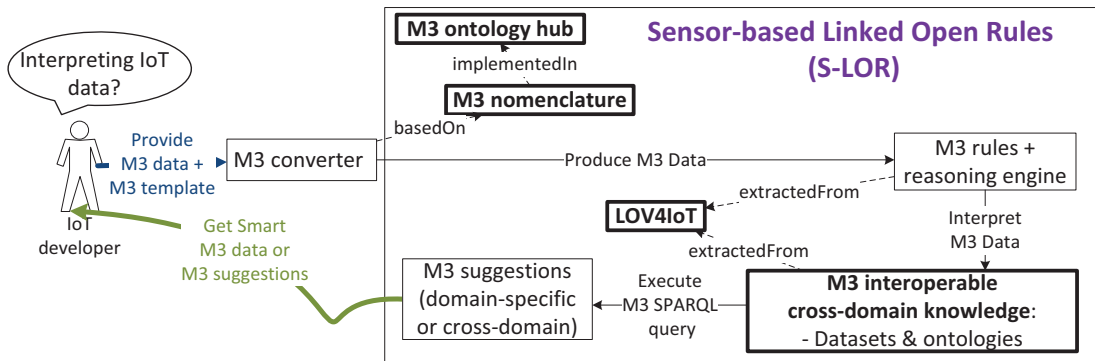 M3 ontology hub
Sensor-based Linked Open Rules
(S-LOR)
Interpreting IoT
data?
implementedIn
M3 nomenclature
basedOn
Provide
M3 data +
M3 template
M3 converter
Produce M3 Data
M3 rules +
reasoning engine
extractedFrom
LOV4IoT
IoT
developer
Get Smart
M3 data or
M3 suggestions
Interpret
M3 Data
extractedFrom
M3 suggestions
(domain-specific
or cross-domain)
Execute
M3 SPARQL
query
M3 interoperable
cross-domain knowledge:
- Datasets & ontologies